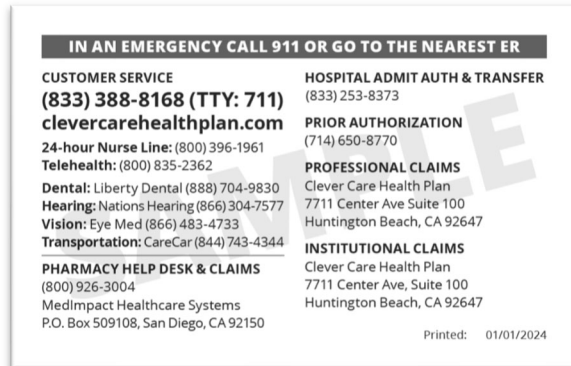 IN AN EMERGENCY CALL 911 OR GO TO THE NEAREST ER
CUSTOMER SERVICE
(833) 388-8168 (TTY: 711)
clevercarehealthplan.com
24-hour Nurse Line: (800) 396-1961
Telehealth: (800) 835-2362
Dental: Liberty Dental (888) 704-9830
Hearing: Nations Hearing (866) 304-7577
Vision: Eye Med (866) 483-4733
Transportation: CareCar (844) 743-4344
PHARMACY HELP DESK & CLAIMS
(800) 926-3004
MedImpact Healthcare Systems
P.O. Box 509108, San Diego, CA 92150
HOSPITAL ADMIT AUTH & TRANSFER
(833) 253-8373
PRIOR AUTHORIZATION
(714) 650-8770
PROFESSIONAL CLAIMS
Clever Care Health Plan
7711 Center Ave Suite 100
Huntington Beach, CA 92647
INSTITUTIONAL CLAIMS
Clever Care Health Plan
7711 Center Ave, Suite 100
Huntington Beach, CA 92647
Printed: 01/01/2024
SAMPLE